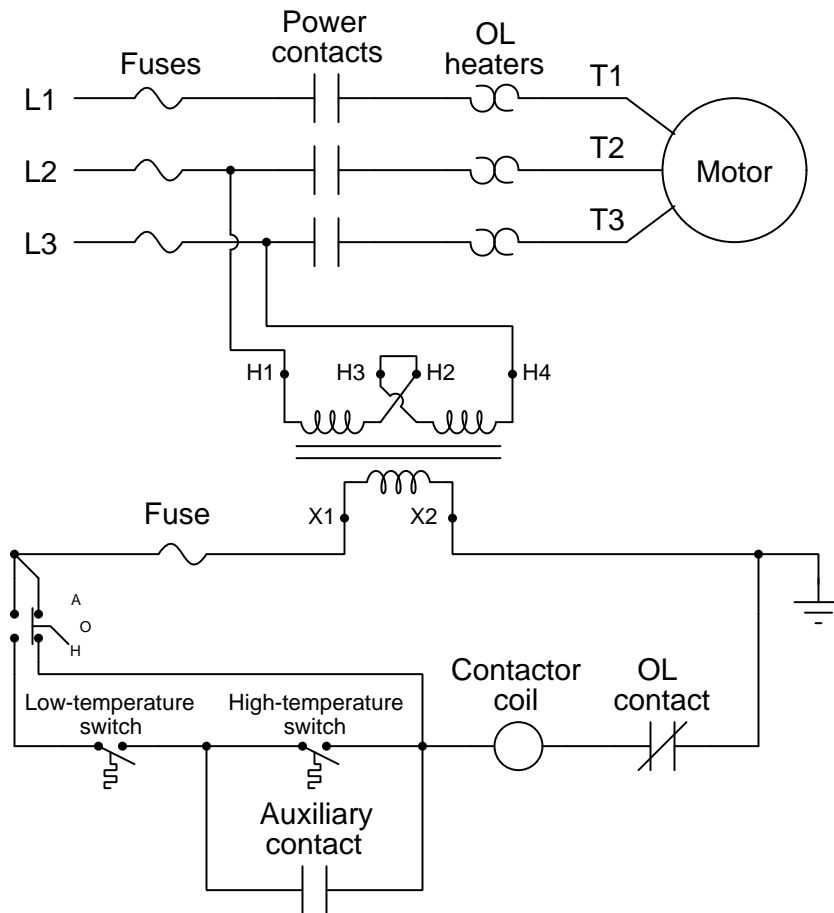 Power
contacts
OL
heaters
Fuses
T1
L1
T2
L2
Motor
T3
L3
H1
H3
H2
H4
Fuse
X1
X2
A
O
H
Contactor
coil
OL
contact
Low-temperature
switch
High-temperature
switch
Auxiliary
contact